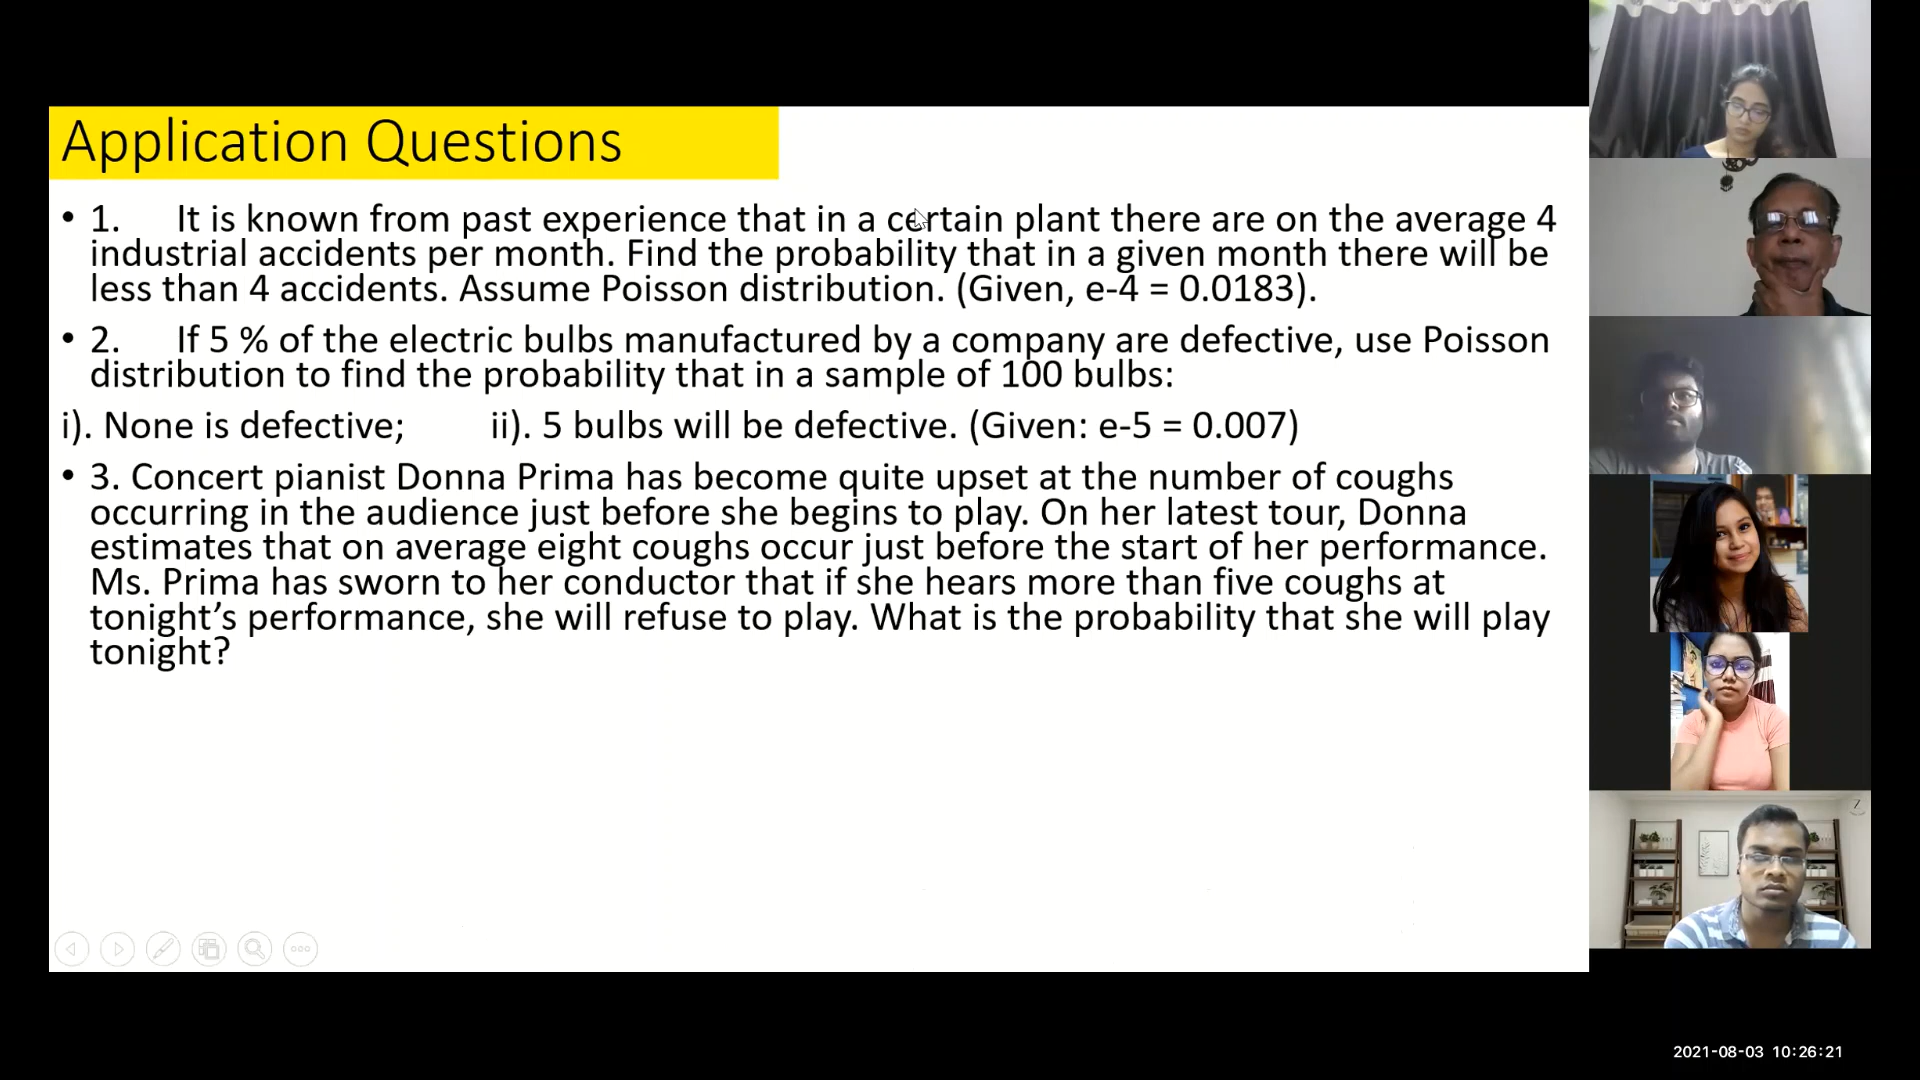 Application Questions
• 1. It is known from past experience that in a certain plant there are on the average 4
industrial accidents per month. Find the probability that in a given month there will be
less than 4 accidents. Assume Poisson distribution. (Given, e-4 = 0.0183).
• 2. If 5 % of the electric bulbs manufactured by a company are defective, use Poisson
distribution to find the probability that in a sample of 100 bulbs:
i). None is defective; ii). 5 bulbs will be defective. (Given: e-5 = 0.007)
• 3. Concert pianist Donna Prima has become quite upset at the number of coughs
occurring in the audience just before she begins to play. On her latest tour, Donna
estimates that on average eight coughs occur just before the start of her performance.
Ms. Prima has sworn to her conductor that if she hears more than five coughs at
tonight’s performance, she will refuse to play. What is the probability that she will play
tonight?
Z
2021-08-03 10:26:21